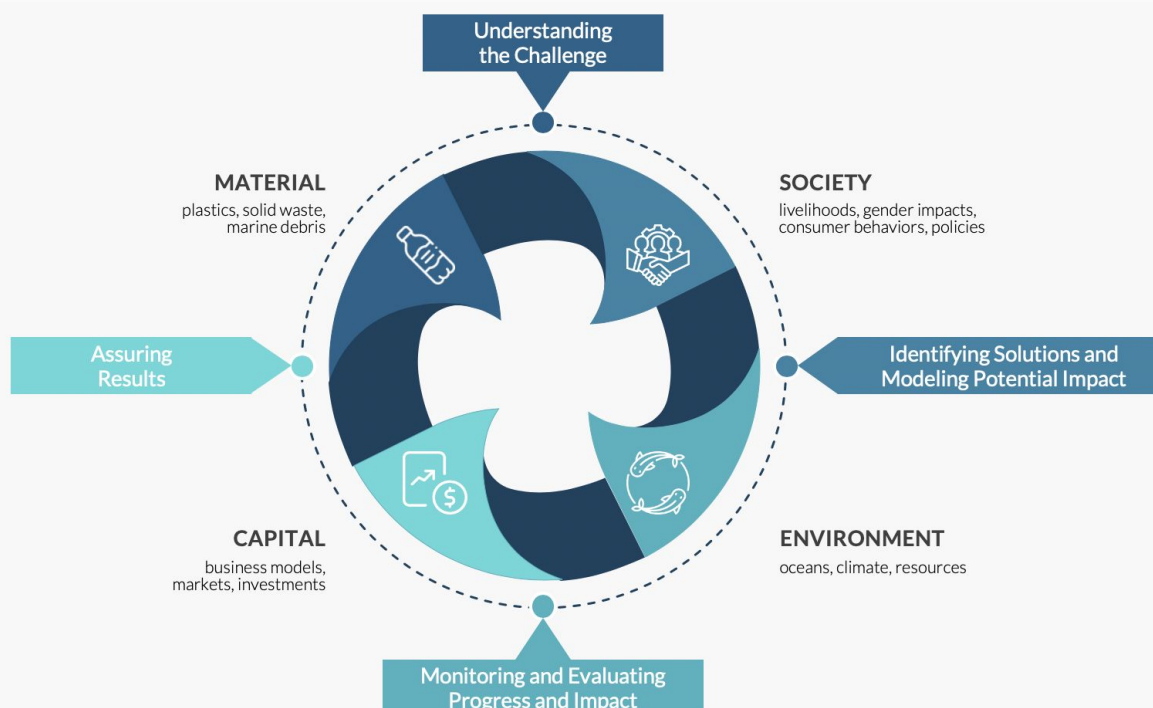 Understanding
the Challenge
MATERIAL
plastics, solid waste,
marine debris
SOCIETY
livelihoods, gender impacts,
consumer behaviors, policies
Assuring
Results
Identifying Solutions and
Modeling Potential Impact
$
CAPITAL
business models,
markets, investments
ENVIRONMENT
oceans, climate, resources
Monitoring and Evaluating
Progress and Impact